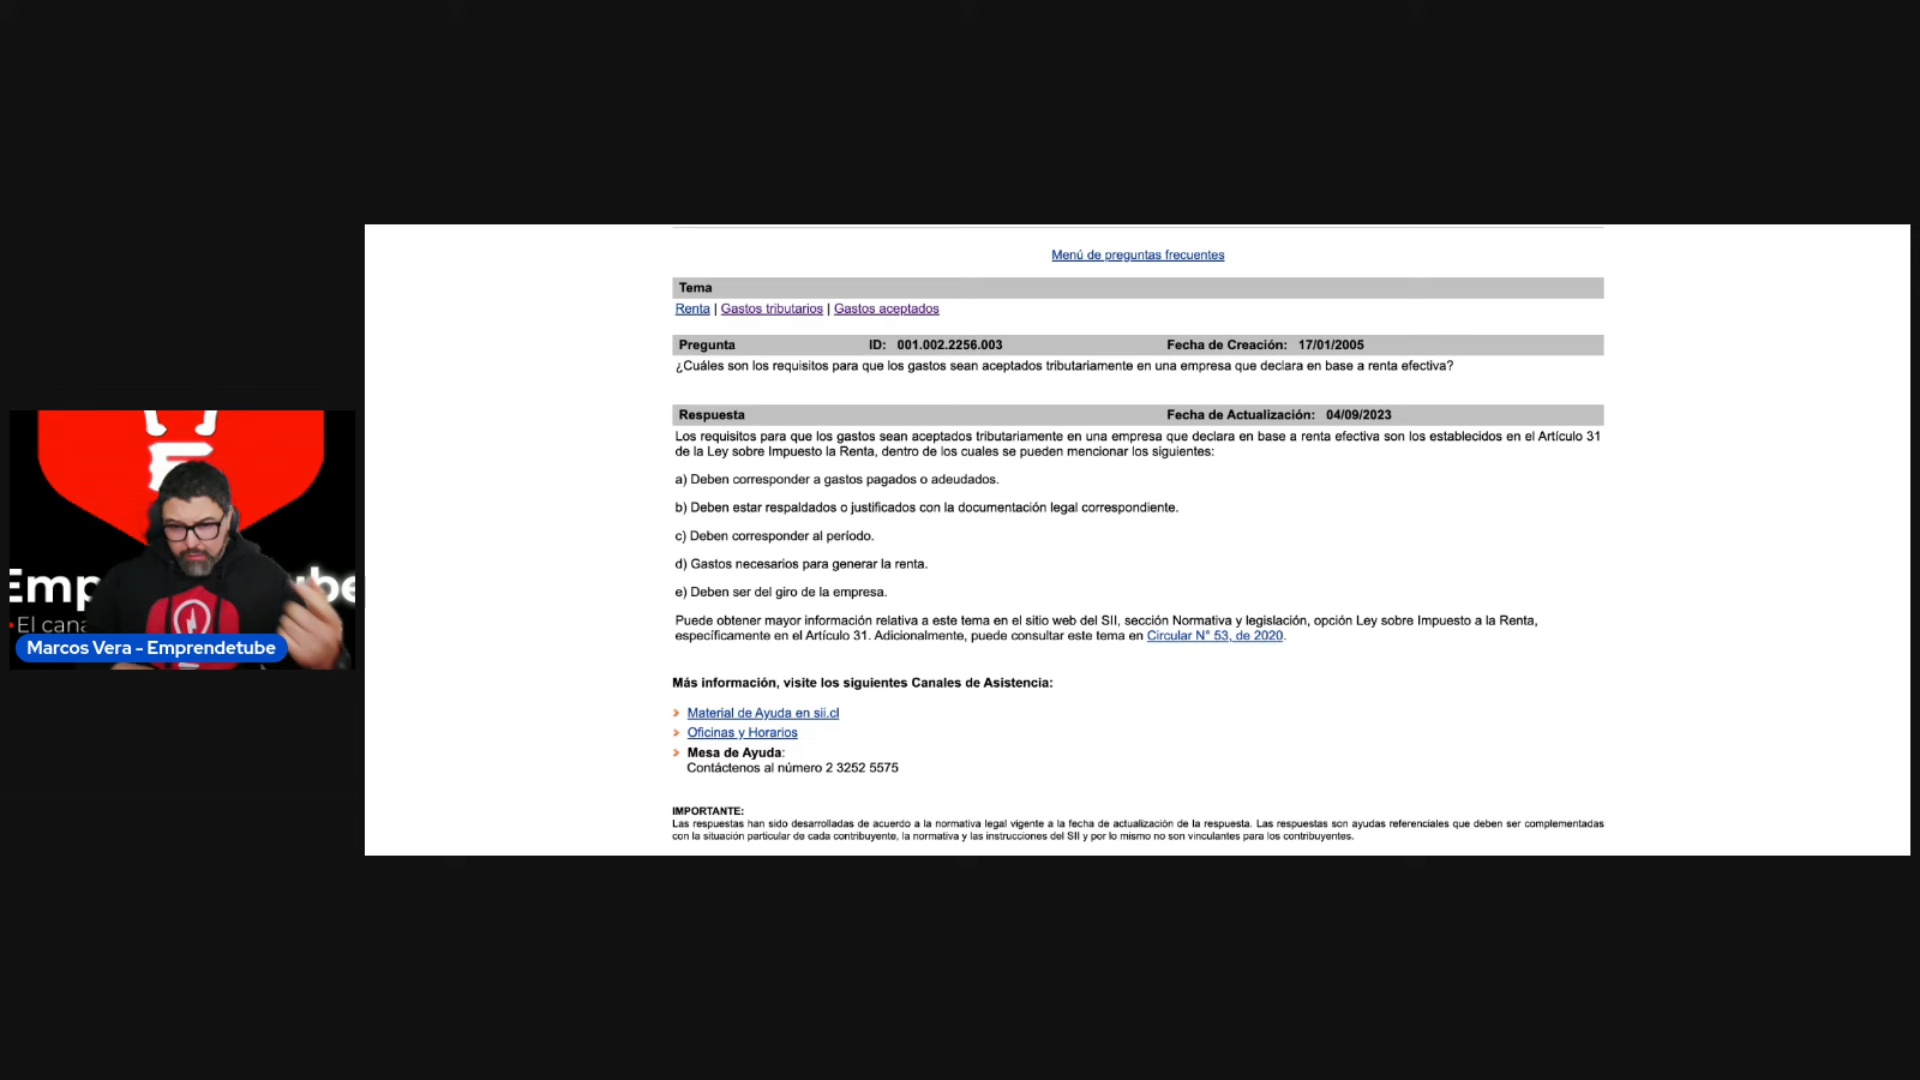 Menú de preguntas frecuentes
Tema
Renta | Gastos tributarios | Gastos aceptados
Pregunta ID: 001.002.2256.003 Fecha de Creación: 17/01/2005
¿Cuáles son los requisitos para que los gastos sean aceptados tributariamente en una empresa que declara en base a renta efectiva?
Respuesta Fecha de Actualización: 04/09/2023
Los requisitos para que los gastos sean aceptados tributariamente en una empresa que declara en base a renta efectiva son los establecidos en el Artículo 31
de la Ley sobre Impuesto la Renta, dentro de los cuales se pueden mencionar los siguientes:
a) Deben corresponder a gastos pagados o adeudados.
b) Deben estar respaldados o justificados con la documentación legal correspondiente.
c) Deben corresponder al período.
d) Gastos necesarios para generar la renta.
e) Deben ser del giro de la empresa.
Puede obtener mayor información relativa a este tema en el sitio web del SII, sección Normativa y legislación, opción Ley sobre Impuesto a la Renta,
específicamente en el Artículo 31. Adicionalmente, puede consultar este tema en Circular N° 53, de 2020.
Más información, visite los siguientes Canales de Asistencia:
Material de Ayuda en sii.cl
Oficinas y Horarios
Mesa de Ayuda:
Contáctenos al número 2 3252 5575
IMPORTANTE:
Las respuestas han sido desarrolladas de acuerdo a la normativa legal vigente a la fecha de actualización de la respuesta. Las respuestas son ayudas referenciales que deben ser complementadas
con la situación particular de cada contribuyente, la normativa y las instrucciones del SII y por lo mismo no son vinculantes para los contribuyentes.
Emp be
El cana
Marcos Vera - Emprendetube